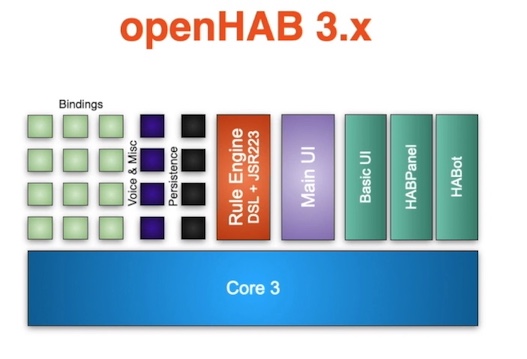 openHAB 3.x
Bindings
Voice & Misc
Persistence
Rule Engine
DSL + JSR223
Main UI
Basic UI
HABPanel
HABot
Core 3